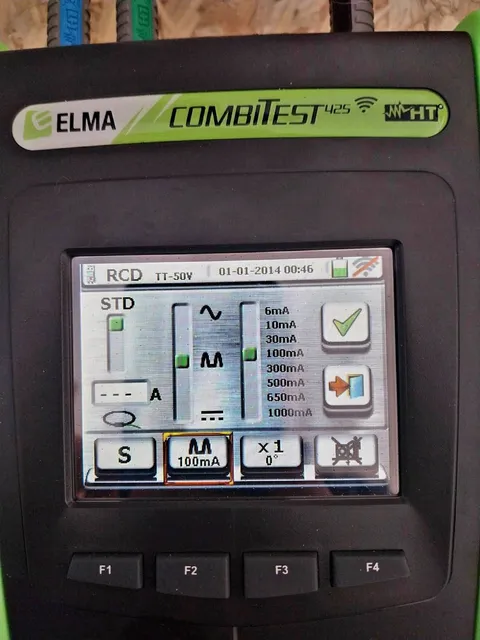 ELMA COMBITEST 425 HT
RCD TT-50V 01-01-2014 00:46
STD
6mA
10mA
30mA
100mA
300mA
500mA
650mA
1000mA
--- A
S 100mA x1 0°
F1 F2 F3 F4